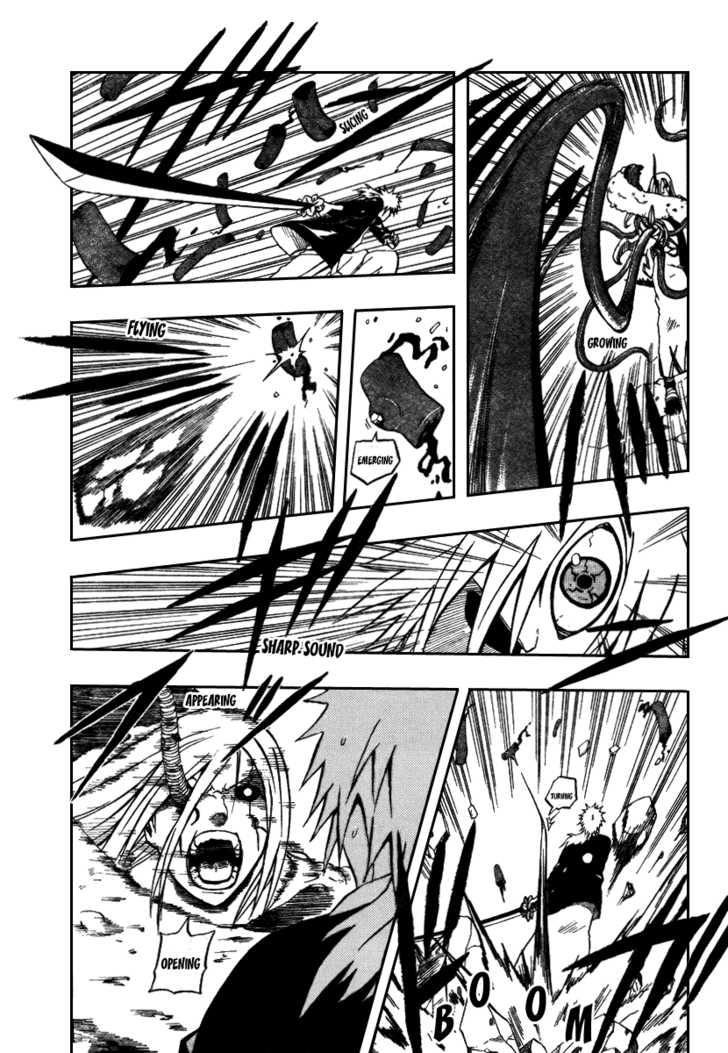 GROWING
SLICING
EMERGING
FLYING
SHARP SOUND
TURNING
BOOM
APPEARING
OPENING